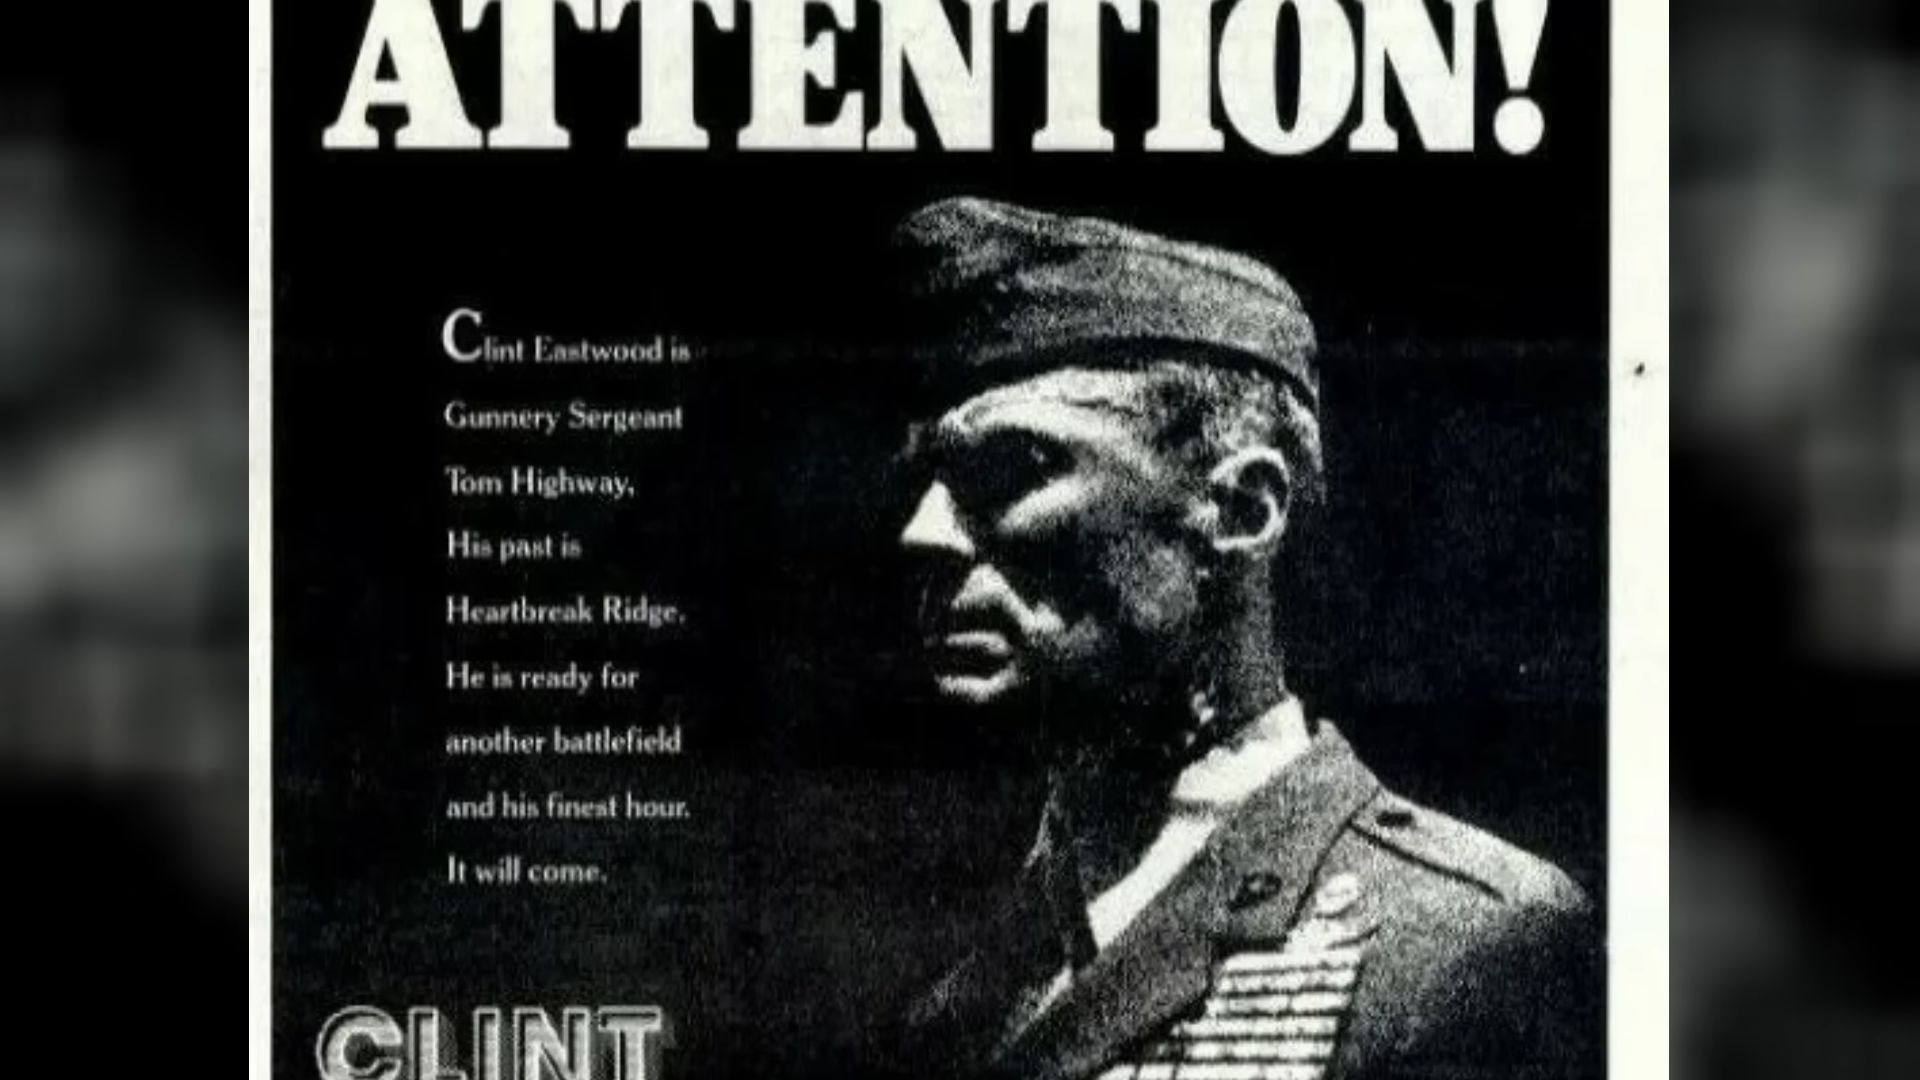 ATTENTION!
Clint Eastwood is
Gunnery Sergeant
Tom Highway,
His past is
Heartbreak Ridge.
He is ready for
another battlefield
and his finest hour.
It will come.
CLINT